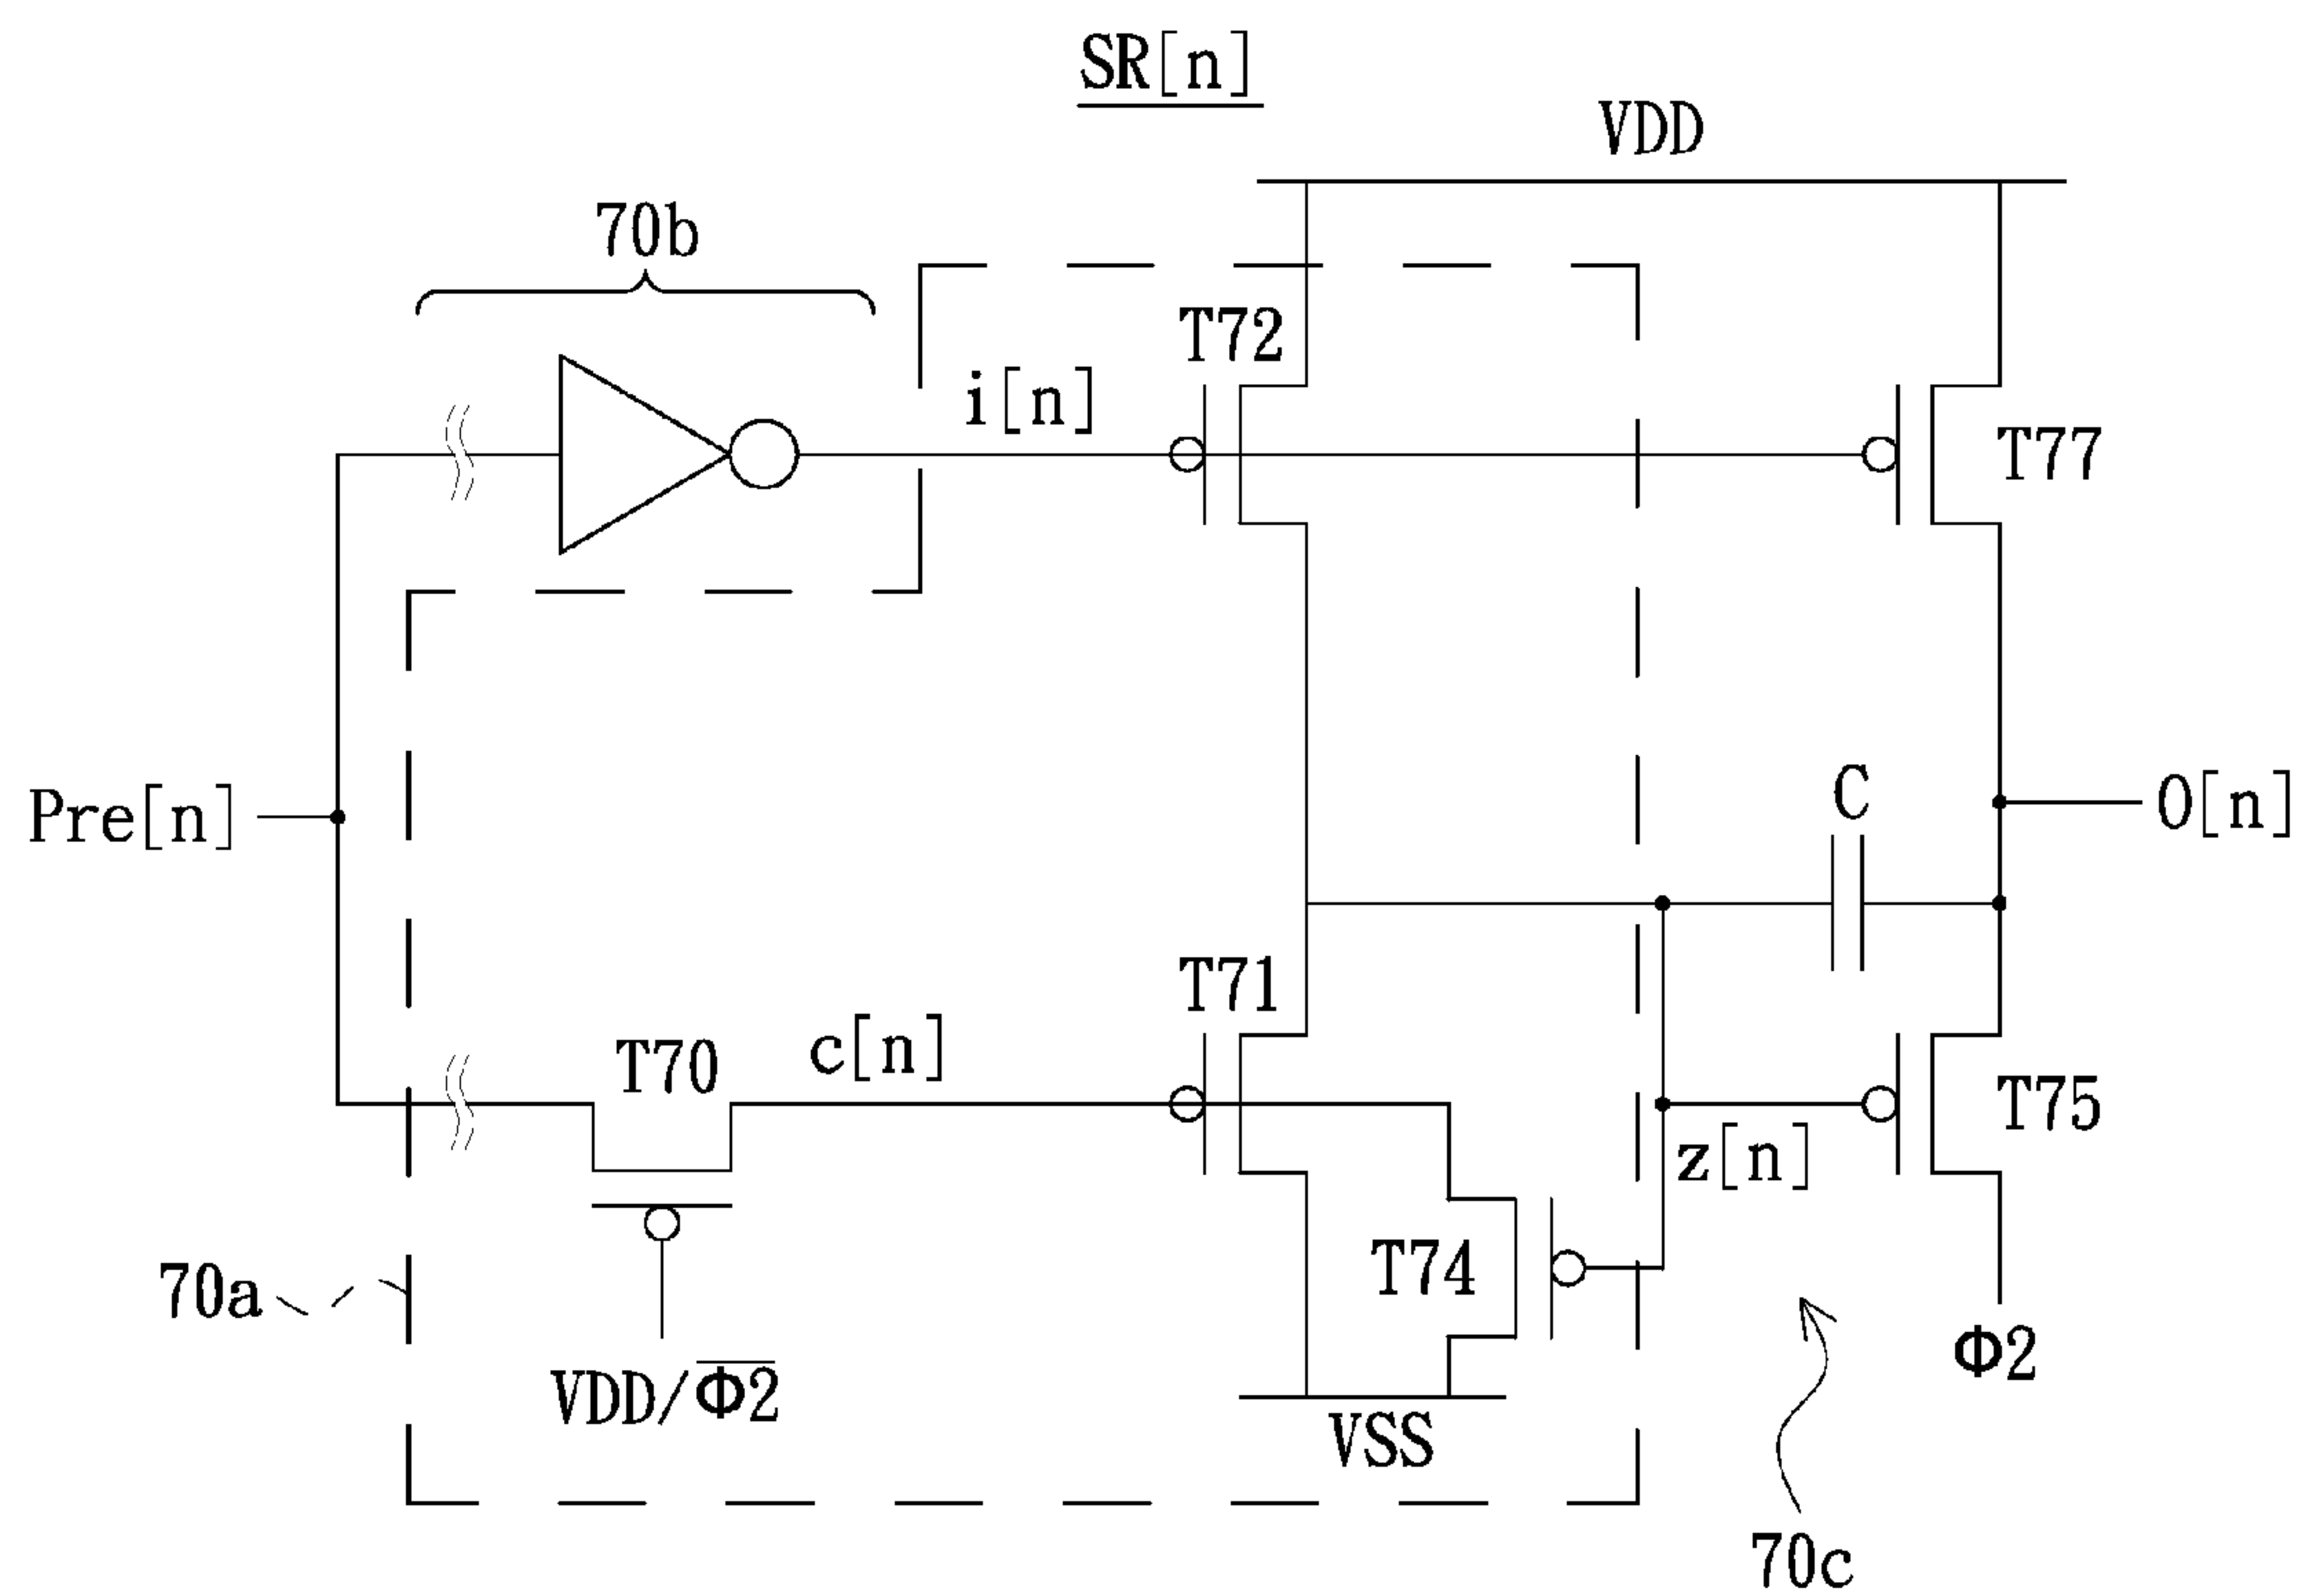 SR[n]
VDD
70b
T72
i[n]
T77
C
Pre[n]
O[n]
T71
c[n]
T70
T75
z[n]
T74
70a
VDD/Φ2̅
Φ2
VSS
70c